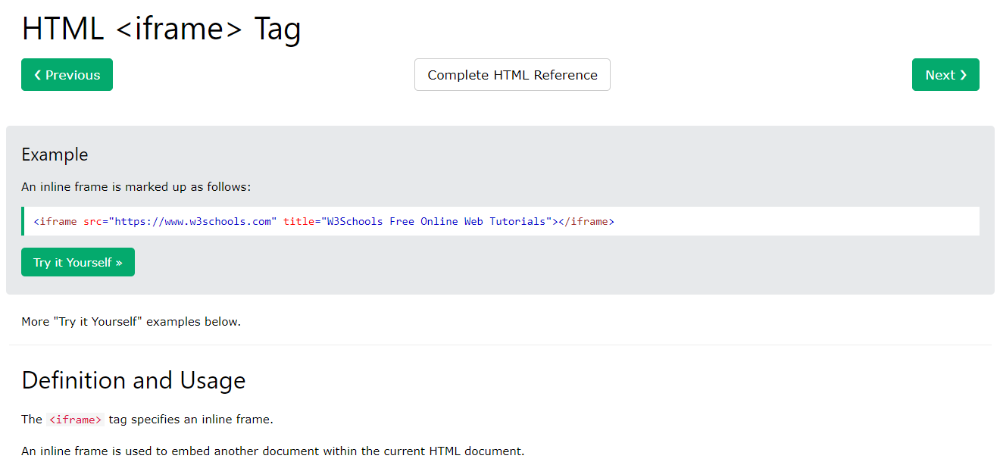 HTML <iframe> Tag
❮ Previous
Complete HTML Reference
Next ❯
Example
An inline frame is marked up as follows:
<iframe src="https://www.w3schools.com" title="W3Schools Free Online Web Tutorials"></iframe>
Try it Yourself »
More "Try it Yourself" examples below.
Definition and Usage
The <iframe> tag specifies an inline frame.
An inline frame is used to embed another document within the current HTML document.